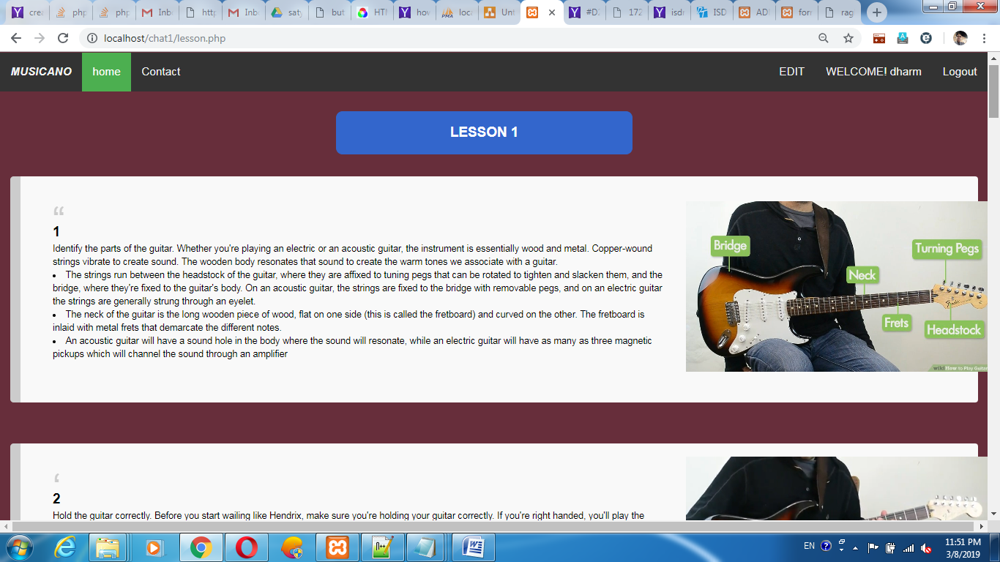 crea
php
php
Inb
http
Inb
saty
but
HTI
hov
loca
Unt
#D2
172
isor
ISD
AD
forr
rag
localhost/chat1/lesson.php
MUSICANO home Contact EDIT WELCOME! dharm Logout
LESSON 1
“
1
Identify the parts of the guitar. Whether you're playing an electric or an acoustic guitar, the instrument is essentially wood and metal. Copper-wound
strings vibrate to create sound. The wooden body resonates that sound to create the warm tones we associate with a guitar.
• The strings run between the headstock of the guitar, where they are affixed to tuning pegs that can be rotated to tighten and slacken them, and the
bridge, where they're fixed to the guitar's body. On an acoustic guitar, the strings are fixed to the bridge with removable pegs, and on an electric guitar
the strings are generally strung through an eyelet.
• The neck of the guitar is the long wooden piece of wood, flat on one side (this is called the fretboard) and curved on the other. The fretboard is
inlaid with metal frets that demarcate the different notes.
• An acoustic guitar will have a sound hole in the body where the sound will resonate, while an electric guitar will have as many as three magnetic
pickups which will channel the sound through an amplifier
Bridge
Turning Pegs
Neck
Frets
Headstock
Fender
wiki How to Play Guitar
‘
2
Hold the guitar correctly. Before you start wailing like Hendrix, make sure you're holding your guitar correctly. If you're right handed, you'll play the
EN
11:51 PM
3/8/2019